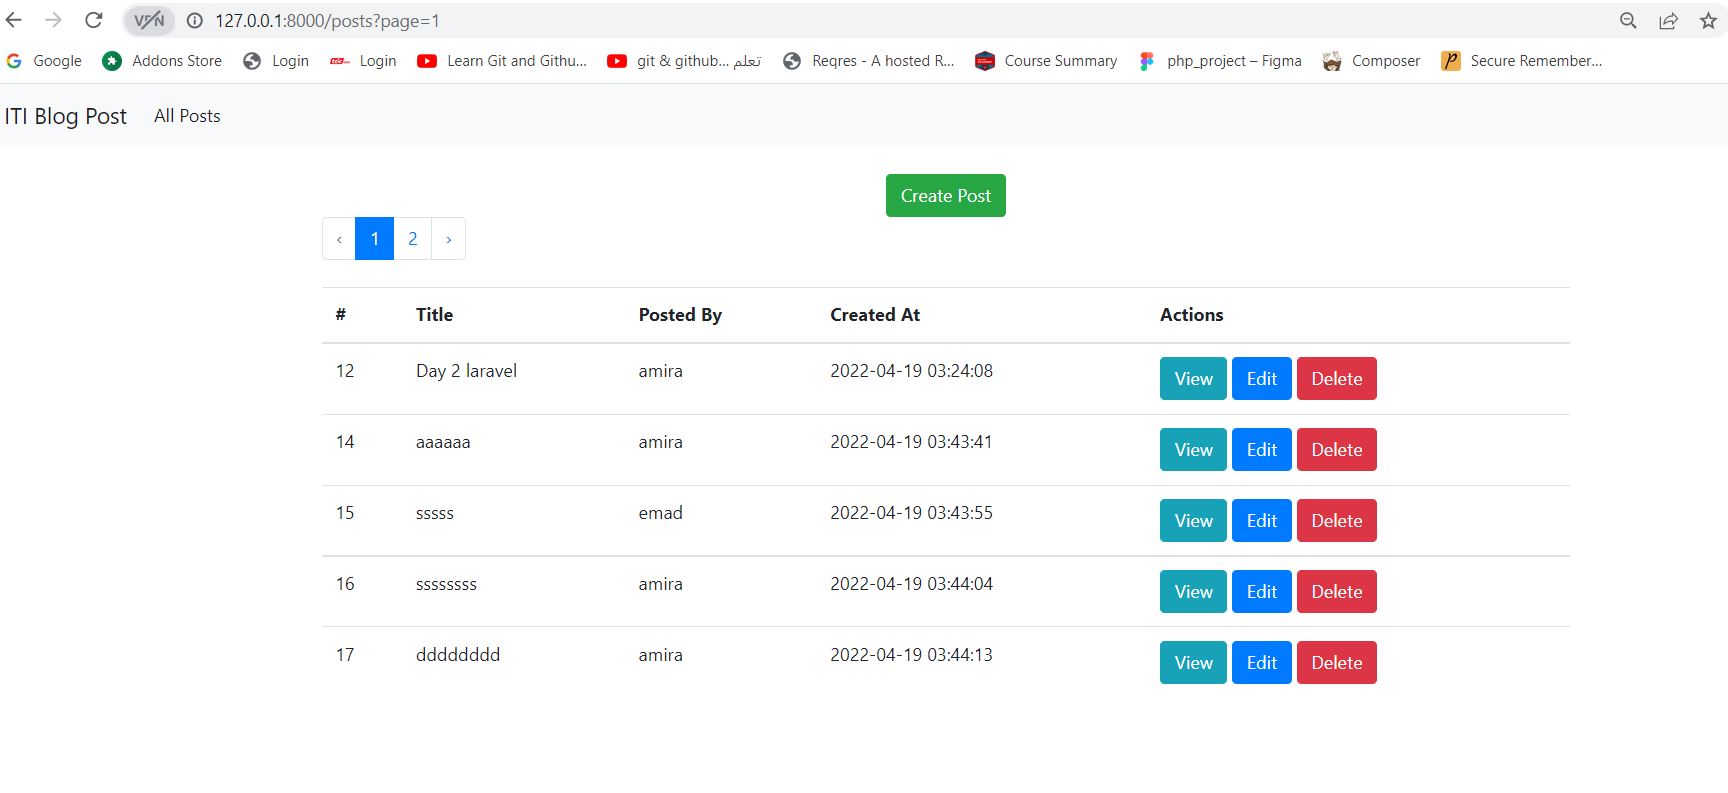 VPN 127.0.0.1:8000/posts?page=1
Google Addons Store Login Login Learn Git and Githu... git & github... تعلم Reqres - A hosted R... Course Summary php_project – Figma Composer Secure Remember...
ITI Blog Post All Posts
Create Post
‹ 1 2 ›
# Title Posted By Created At Actions
12 Day 2 laravel amira 2022-04-19 03:24:08 View Edit Delete
14 aaaaaa amira 2022-04-19 03:43:41 View Edit Delete
15 sssss emad 2022-04-19 03:43:55 View Edit Delete
16 ssssssss amira 2022-04-19 03:44:04 View Edit Delete
17 dddddddd amira 2022-04-19 03:44:13 View Edit Delete